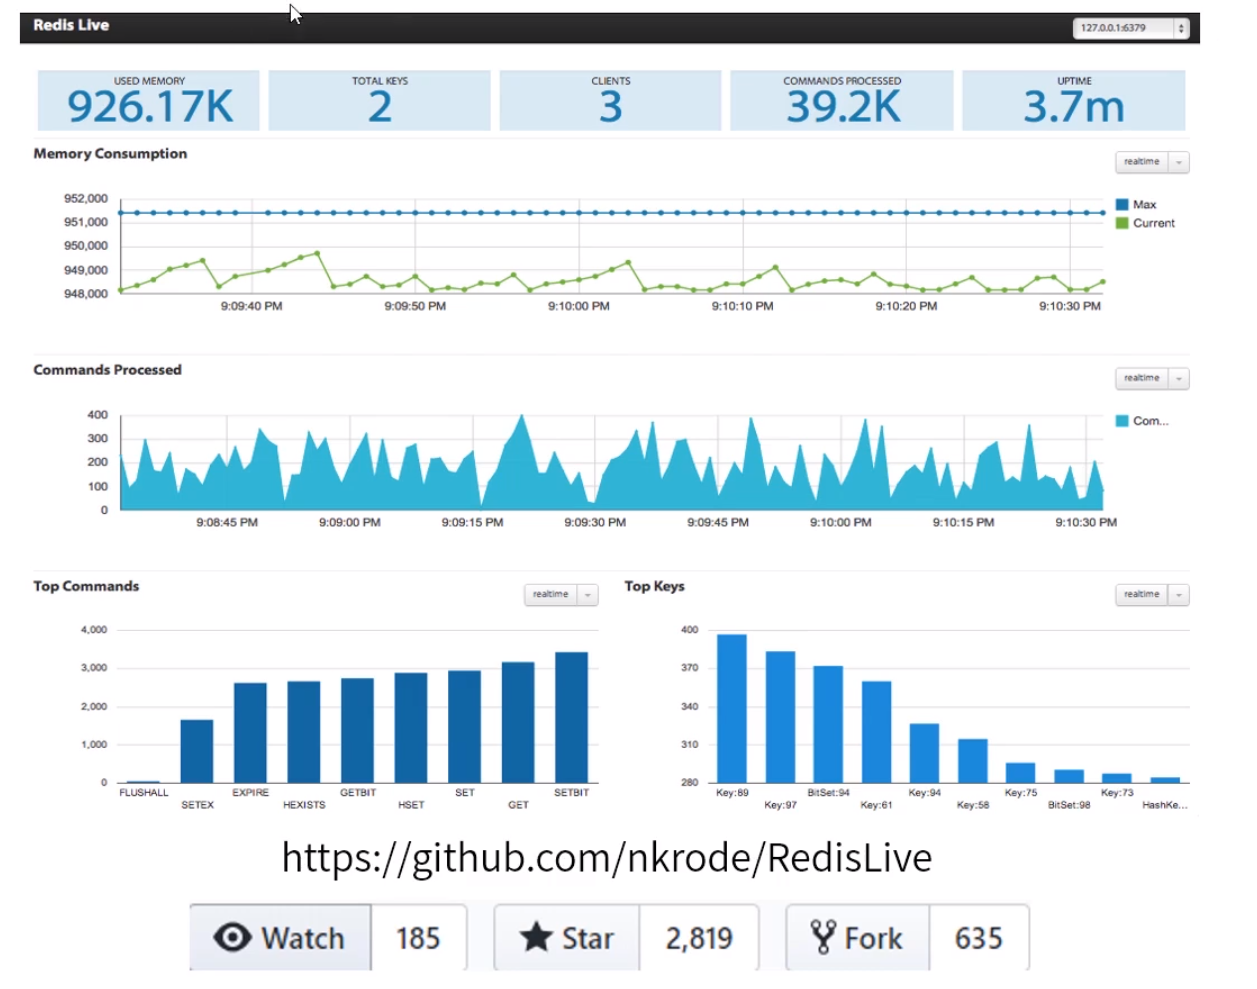 Redis Live
127.0.0.1:6379
USED MEMORY
926.17K
TOTAL KEYS
2
CLIENTS
3
COMMANDS PROCESSED
39.2K
UPTIME
3.7m
Memory Consumption
realtime
952,000
951,000
950,000
949,000
948,000
Max
Current
9:09:40 PM 9:09:50 PM 9:10:00 PM 9:10:10 PM 9:10:20 PM 9:10:30 PM
Commands Processed
realtime
400
300
200
100
0
Com...
9:08:45 PM 9:09:00 PM 9:09:15 PM 9:09:30 PM 9:09:45 PM 9:10:00 PM 9:10:15 PM 9:10:30 PM
Top Commands
realtime
4,000
3,000
2,000
1,000
0
FLUSHALL SETEX EXPIRE HEXISTS GETBIT HSET SET GET SETBIT
Top Keys
realtime
400
370
340
310
280
Key:89 Key:97 BitSet:94 Key:61 Key:94 Key:58 Key:75 BitSet:98 Key:73 HashKe...
https://github.com/nkrode/RedisLive
Watch 185 Star 2,819 Fork 635